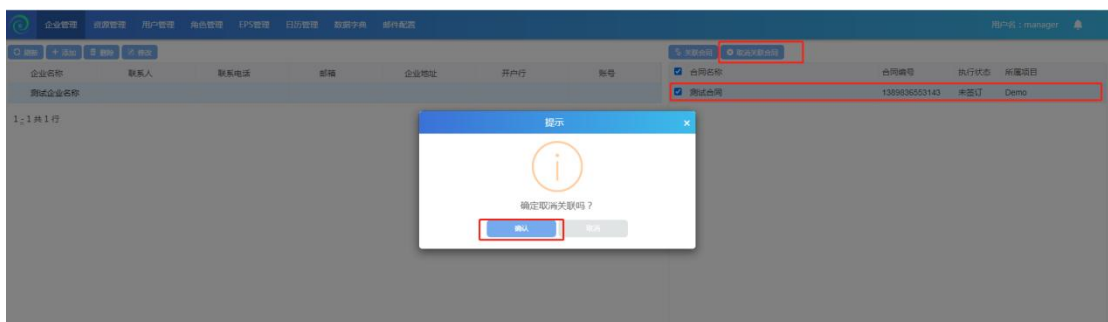 企业管理 资源管理 用户管理 角色管理 EPS管理 日历管理 数据字典 邮件配置 用户名：manager
刷新 添加 删除 修改 关联合同 取消关联合同
企业名称 联系人 联系电话 邮箱 企业地址 开户行 账号 合同名称 合同编号 执行状态 所属项目
测试企业名称 测试合同 1389936553143 未签订 Demo
1 - 1 共 1 行
提示 ×
确定取消关联吗？
确认 取消